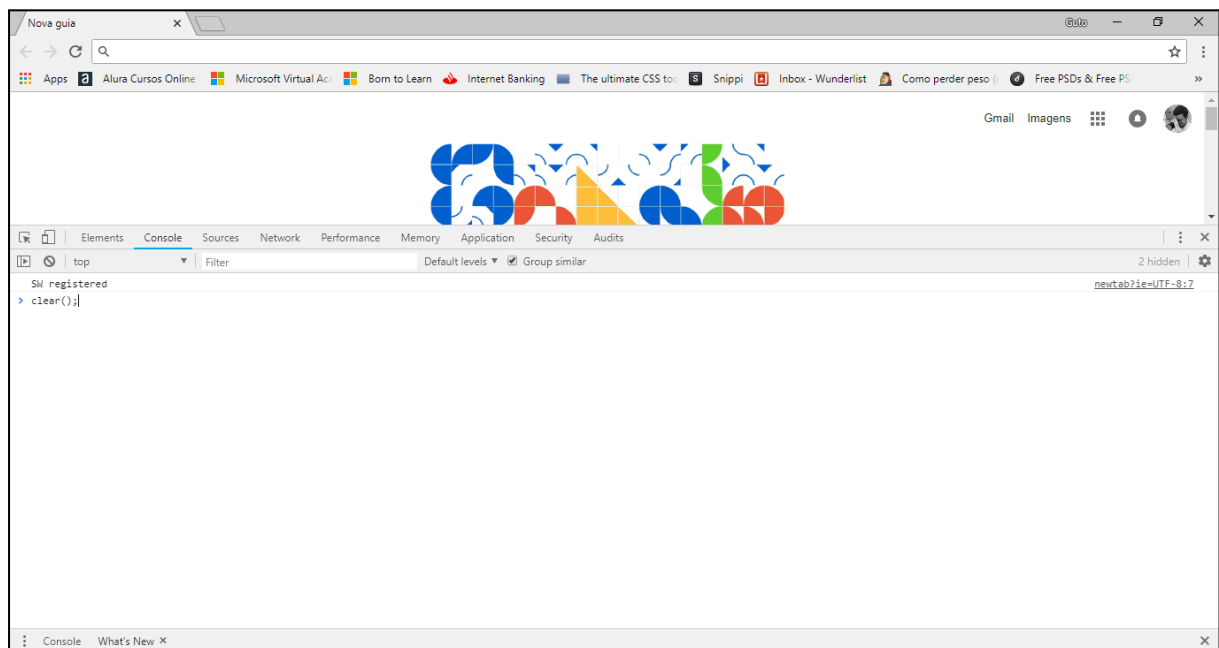 Nova guia
Guto
Apps Alura Cursos Online Microsoft Virtual Aca Born to Learn Internet Banking The ultimate CSS too Snippi Inbox - Wunderlist Como perder peso ( Free PSDs & Free PS »
Gmail Imagens
Elements Console Sources Network Performance Memory Application Security Audits
top Filter Default levels Group similar 2 hidden
SW registered newtab?ie=UTF-8:7
> clear();
Console What's New